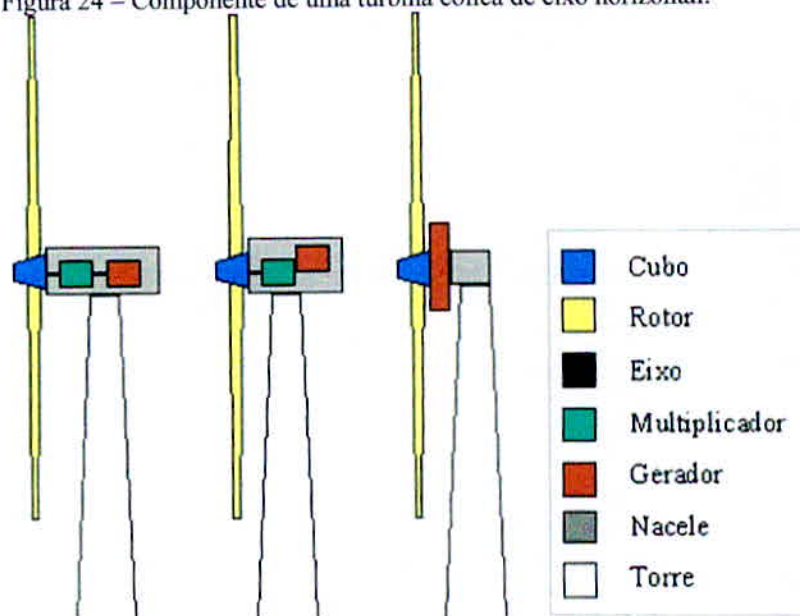 Figura 24 – Componente de uma turbina eólica de eixo horizontal.
Cubo
Rotor
Eixo
Multiplicador
Gerador
Nacele
Torre